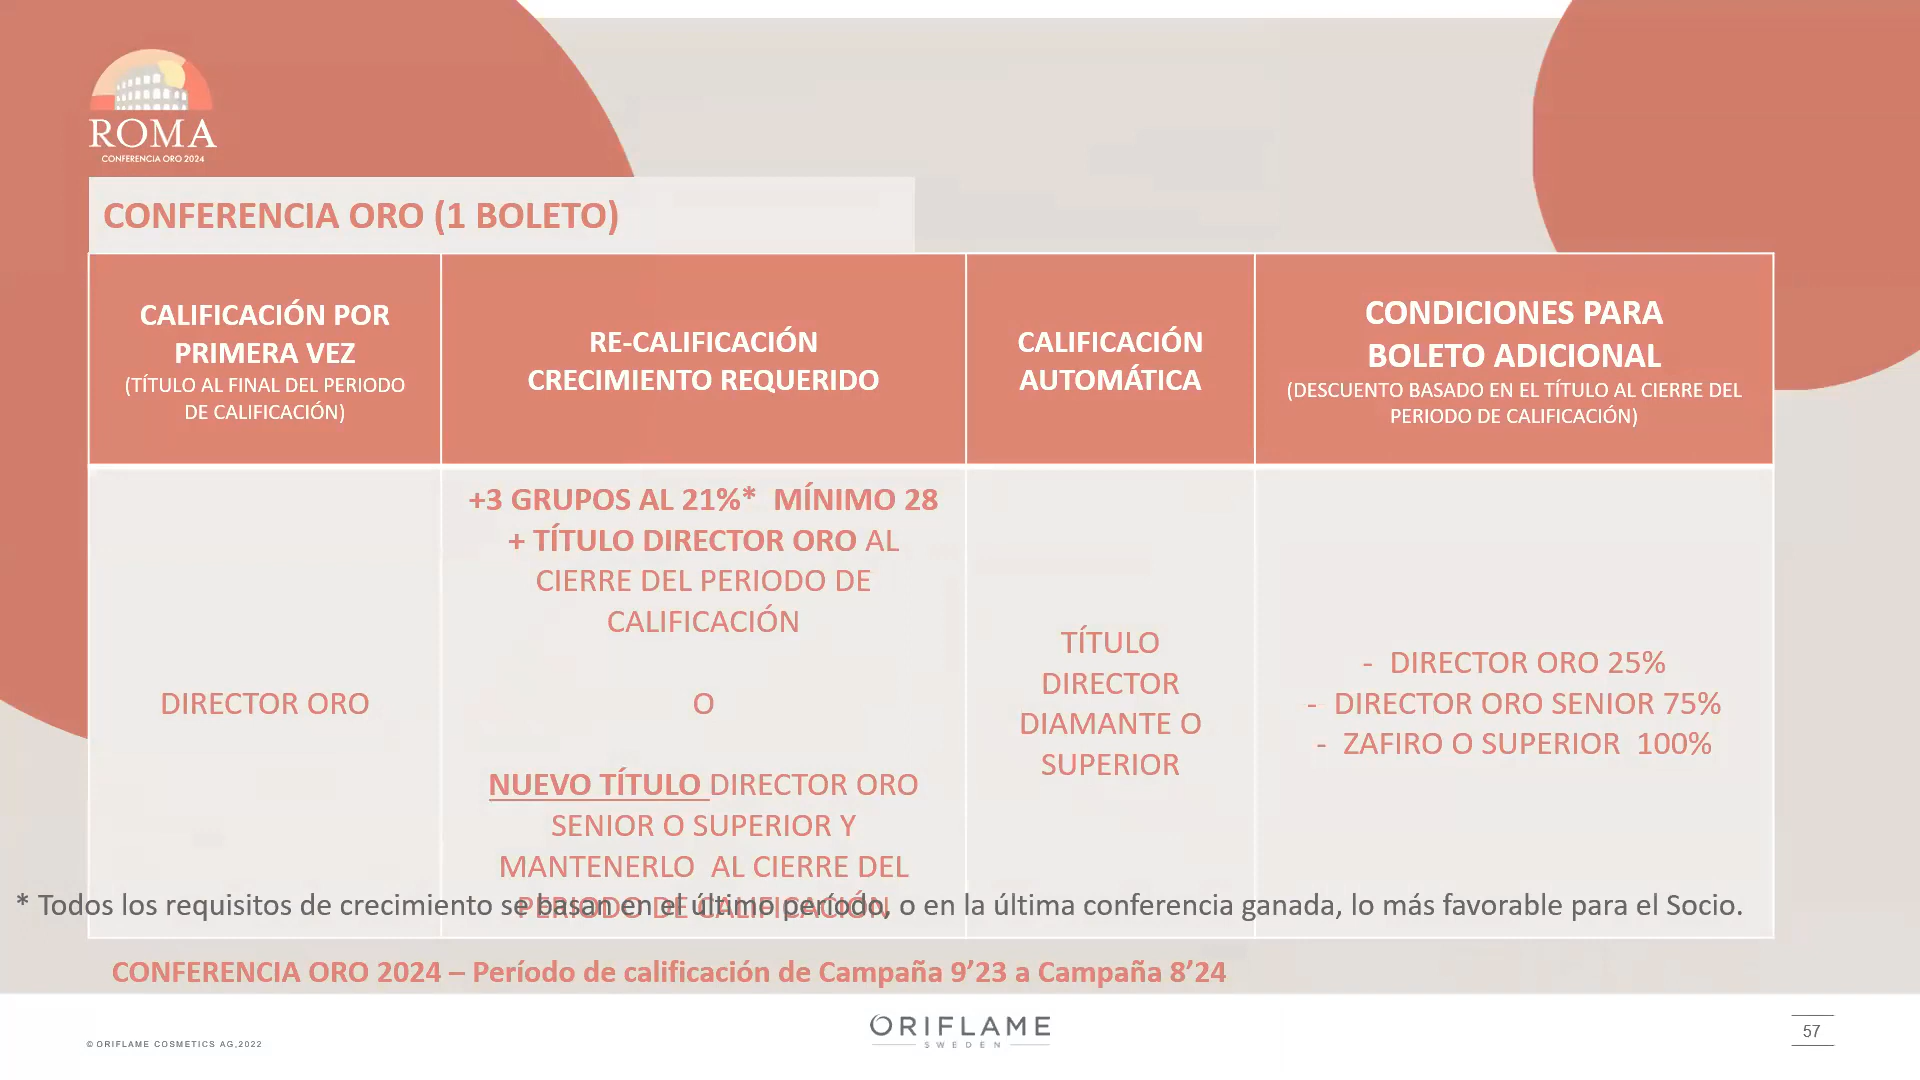 ROMA
CONFERENCIA ORO 2024
CONFERENCIA ORO (1 BOLETO)
CALIFICACIÓN POR
PRIMERA VEZ
(TÍTULO AL FINAL DEL PERIODO
DE CALIFICACIÓN)
RE-CALIFICACIÓN
CRECIMIENTO REQUERIDO
CALIFICACIÓN
AUTOMÁTICA
CONDICIONES PARA
BOLETO ADICIONAL
(DESCUENTO BASADO EN EL TÍTULO AL CIERRE DEL
PERIODO DE CALIFICACIÓN)
DIRECTOR ORO
+3 GRUPOS AL 21%* MÍNIMO 28
+ TÍTULO DIRECTOR ORO AL
CIERRE DEL PERIODO DE
CALIFICACIÓN
O
NUEVO TÍTULO DIRECTOR ORO
SENIOR O SUPERIOR Y
MANTENERLO AL CIERRE DEL
PERIODO DE CALIFICACIÓN
TÍTULO
DIRECTOR
DIAMANTE O
SUPERIOR
- DIRECTOR ORO 25%
- DIRECTOR ORO SENIOR 75%
- ZAFIRO O SUPERIOR 100%
* Todos los requisitos de crecimiento se basan en el último período, o en la última conferencia ganada, lo más favorable para el Socio.
CONFERENCIA ORO 2024 – Período de calificación de Campaña 9’23 a Campaña 8’24
© ORIFLAME COSMETICS AG,2022
ORIFLAME
SWEDEN
57